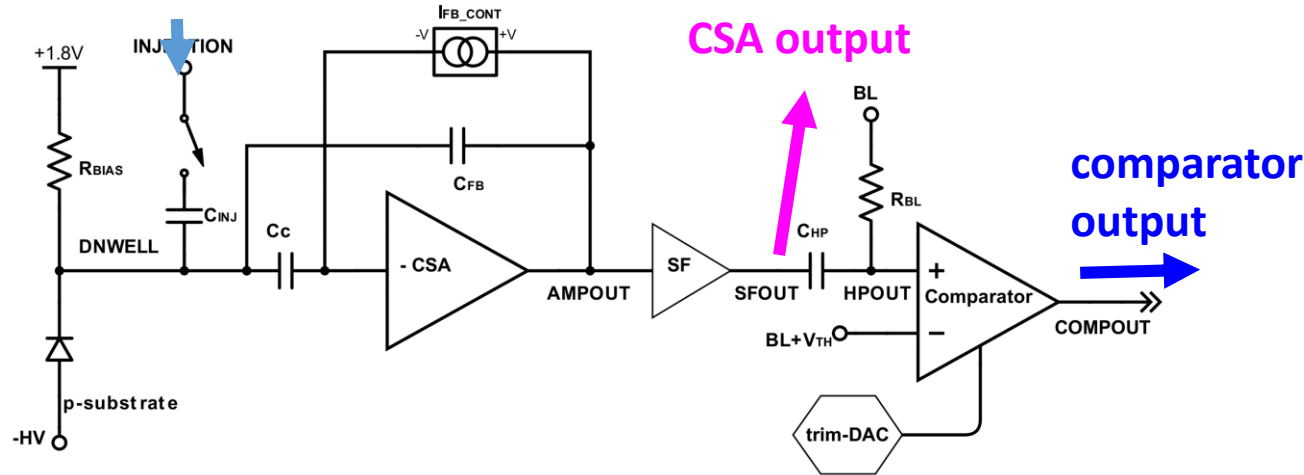 IFB_CONT
-V +V
CSA output
INJECTION
+1.8V
BL
RBIAS
CFB
RBL
comparator
output
CINJ
DNWELL
Cc
CHP
- CSA
SF
+
Comparator
AMPOUT
SFOUT
HPOUT
COMPOUT
BL+VTH
−
p-substrate
-HV
trim-DAC